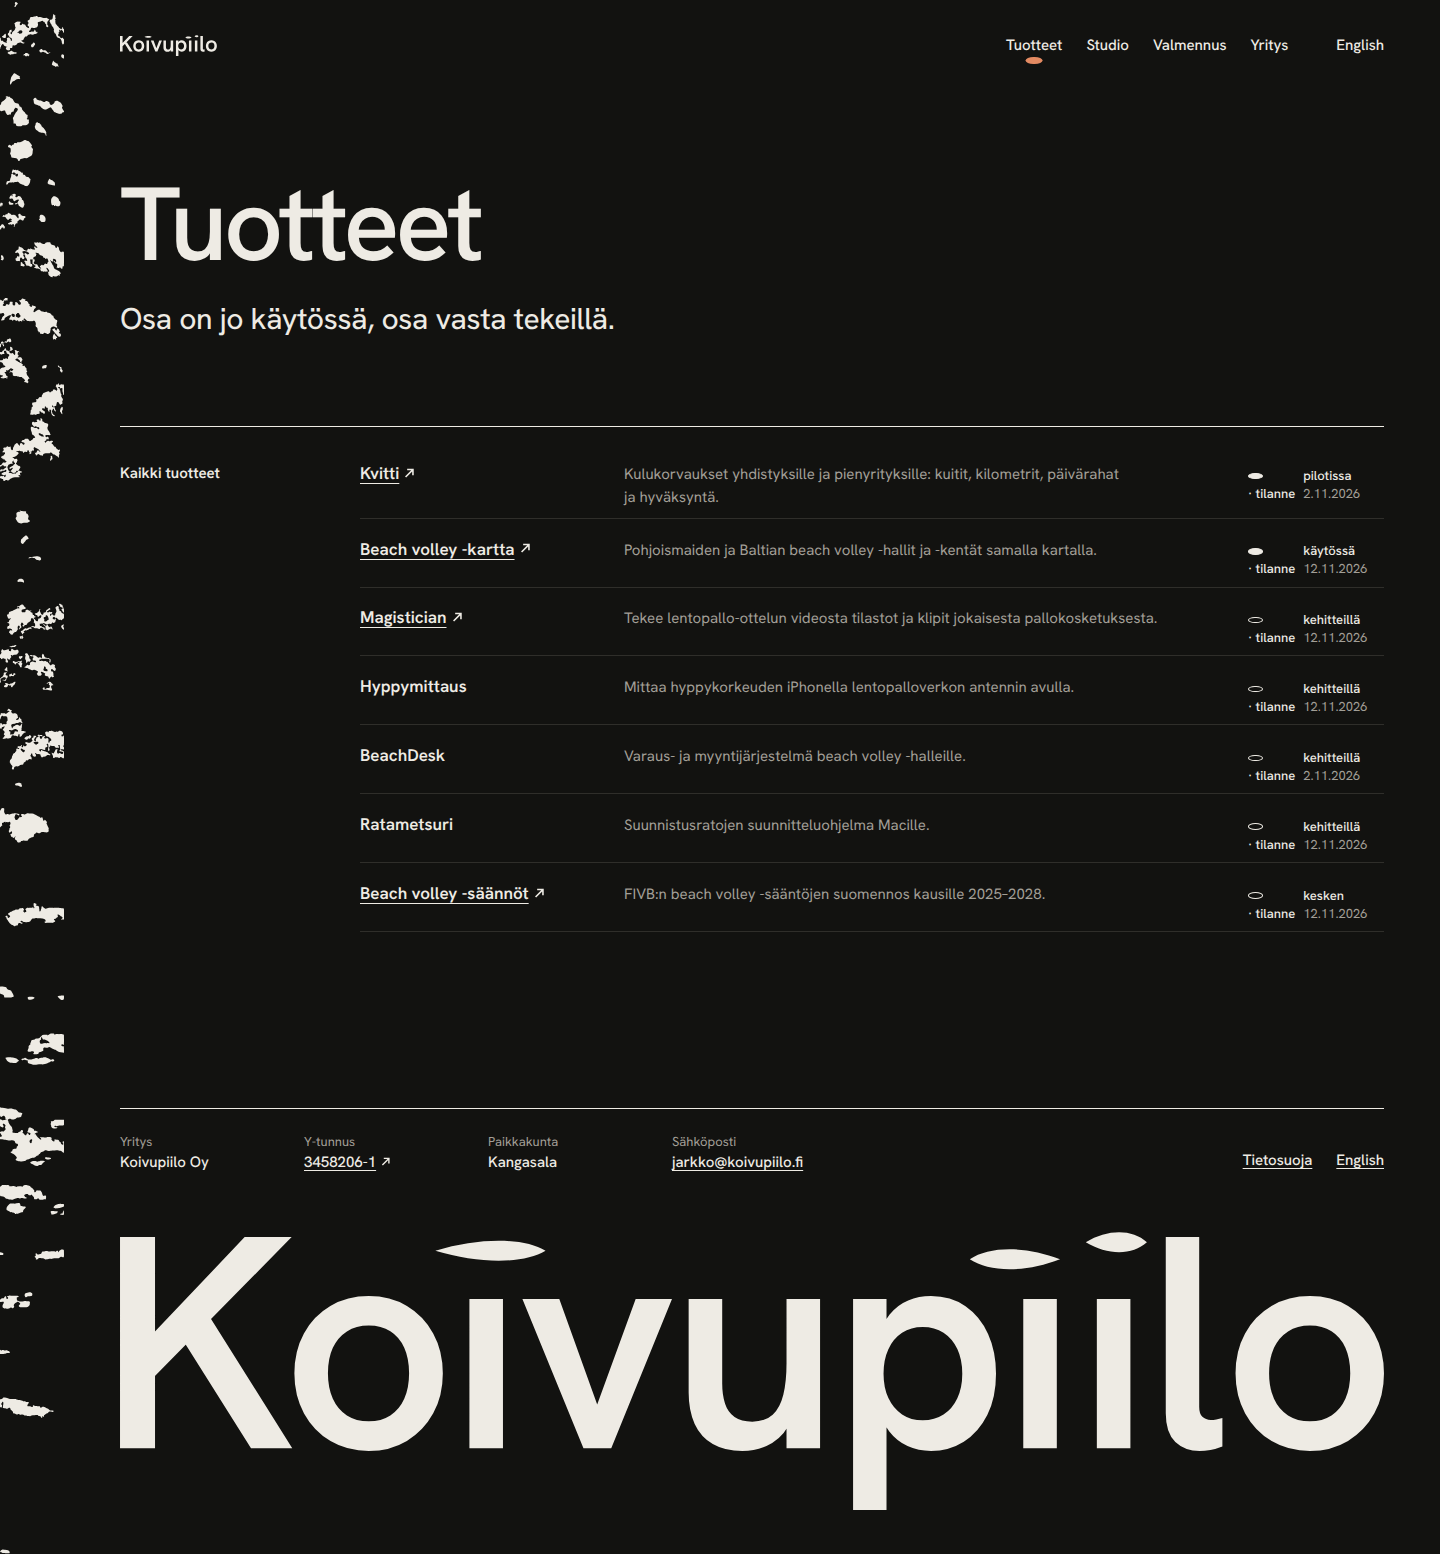 Koivupiilo
Tuotteet Studio Valmennus Yritys English
Tuotteet
Osa on jo käytössä, osa vasta tekeillä.
Kaikki tuotteet
Kvitti ↗
Kulukorvaukset yhdistyksille ja pienyrityksille: kuitit, kilometrit, päivärahat
ja hyväksyntä.
pilotissa
· tilanne 2.11.2026
Beach volley -kartta ↗
Pohjoismaiden ja Baltian beach volley -hallit ja -kentät samalla kartalla.
käytössä
· tilanne 12.11.2026
Magistician ↗
Tekee lentopallo-ottelun videosta tilastot ja klipit jokaisesta pallokosketuksesta.
kehitteillä
· tilanne 12.11.2026
Hyppymittaus
Mittaa hyppykorkeuden iPhonella lentopalloverkon antennin avulla.
kehitteillä
· tilanne 12.11.2026
BeachDesk
Varaus- ja myyntijärjestelmä beach volley -halleille.
kehitteillä
· tilanne 2.11.2026
Ratametsuri
Suunnistusratojen suunnitteluohjelma Macille.
kehitteillä
· tilanne 12.11.2026
Beach volley -säännöt ↗
FIVB:n beach volley -sääntöjen suomennos kausille 2025–2028.
kesken
· tilanne 12.11.2026
Yritys
Koivupiilo Oy
Y-tunnus
3458206-1 ↗
Paikkakunta
Kangasala
Sähköposti
jarkko@koivupiilo.fi
Tietosuoja English
Koivupiilo